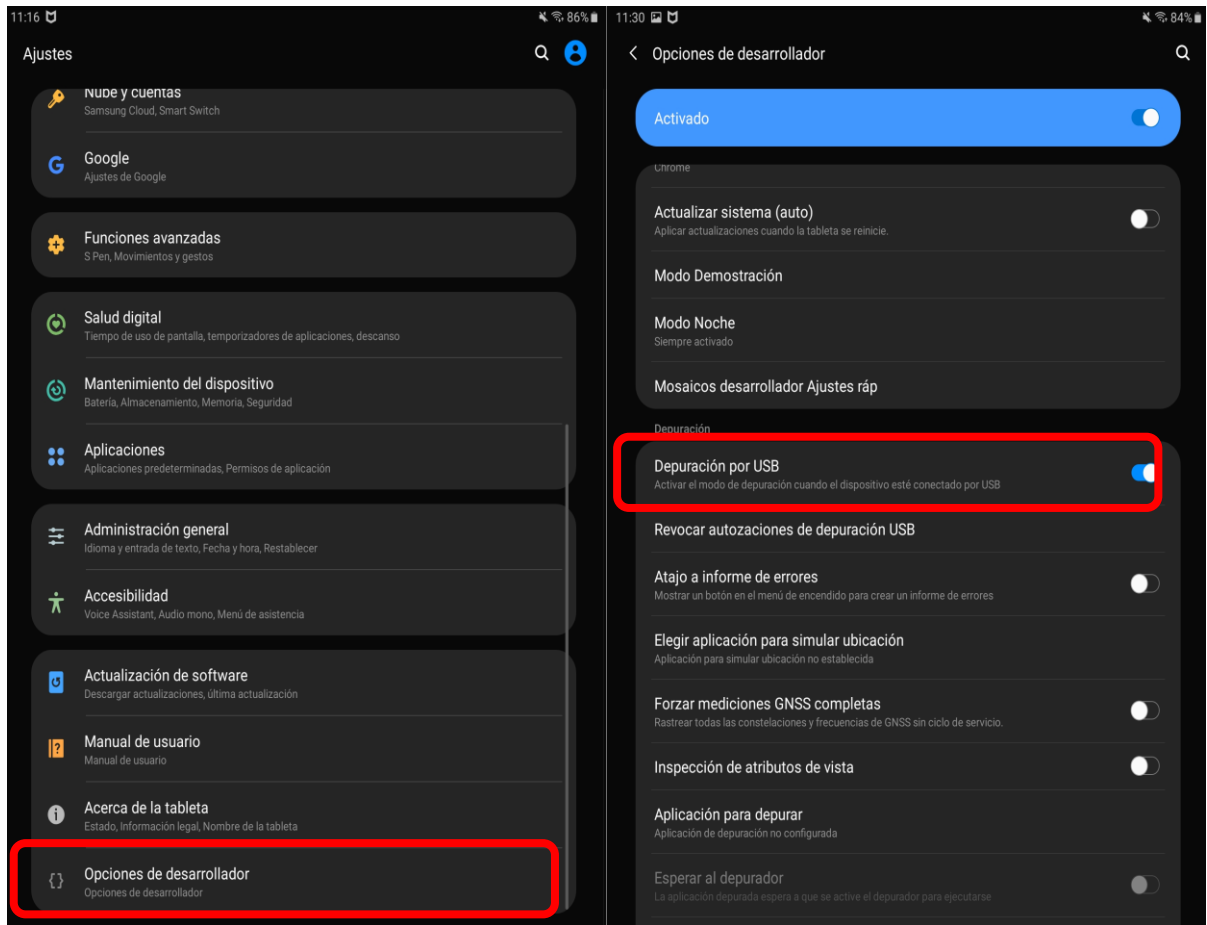 11:16
86%
Ajustes
Nube y cuentas
Samsung Cloud, Smart Switch
Google
Ajustes de Google
Funciones avanzadas
S Pen, Movimientos y gestos
Salud digital
Tiempo de uso de pantalla, temporizadores de aplicaciones, descanso
Mantenimiento del dispositivo
Batería, Almacenamiento, Memoria, Seguridad
Aplicaciones
Aplicaciones predeterminadas, Permisos de aplicación
Administración general
Idioma y entrada de texto, Fecha y hora, Restablecer
Accesibilidad
Voice Assistant, Audio mono, Menú de asistencia
Actualización de software
Descargar actualizaciones, última actualización
Manual de usuario
Manual de usuario
Acerca de la tableta
Estado, Información legal, Nombre de la tableta
{} Opciones de desarrollador
Opciones de desarrollador
11:30
84%
Opciones de desarrollador
Activado
Chrome
Actualizar sistema (auto)
Aplicar actualizaciones cuando la tableta se reinicie.
Modo Demostración
Modo Noche
Siempre activado
Mosaicos desarrollador Ajustes ráp
Depuración
Depuración por USB
Activar el modo de depuración cuando el dispositivo esté conectado por USB
Revocar autozaciones de depuración USB
Atajo a informe de errores
Mostrar un botón en el menú de encendido para crear un informe de errores
Elegir aplicación para simular ubicación
Aplicación para simular ubicación no establecida
Forzar mediciones GNSS completas
Rastrear todas las constelaciones y frecuencias de GNSS sin ciclo de servicio.
Inspección de atributos de vista
Aplicación para depurar
Aplicación de depuración no configurada
Esperar al depurador
La aplicación depurada espera a que se active el depurador para ejecutarse